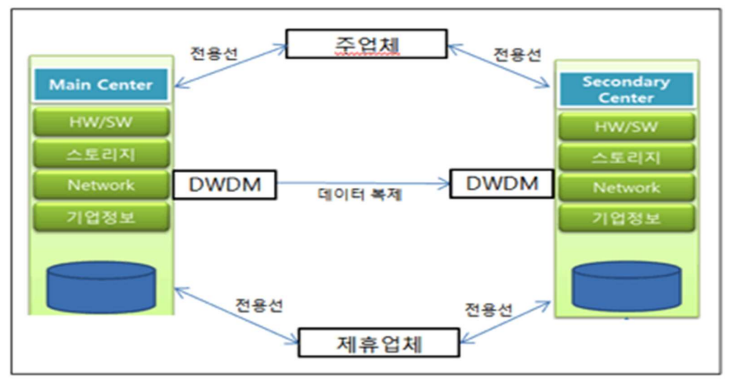 주업체
전용선
전용선
Main Center
HW/SW
스토리지
Network
기업정보
Secondary
Center
HW/SW
스토리지
Network
기업정보
DWDM
데이터 복제
DWDM
전용선
전용선
제휴업체